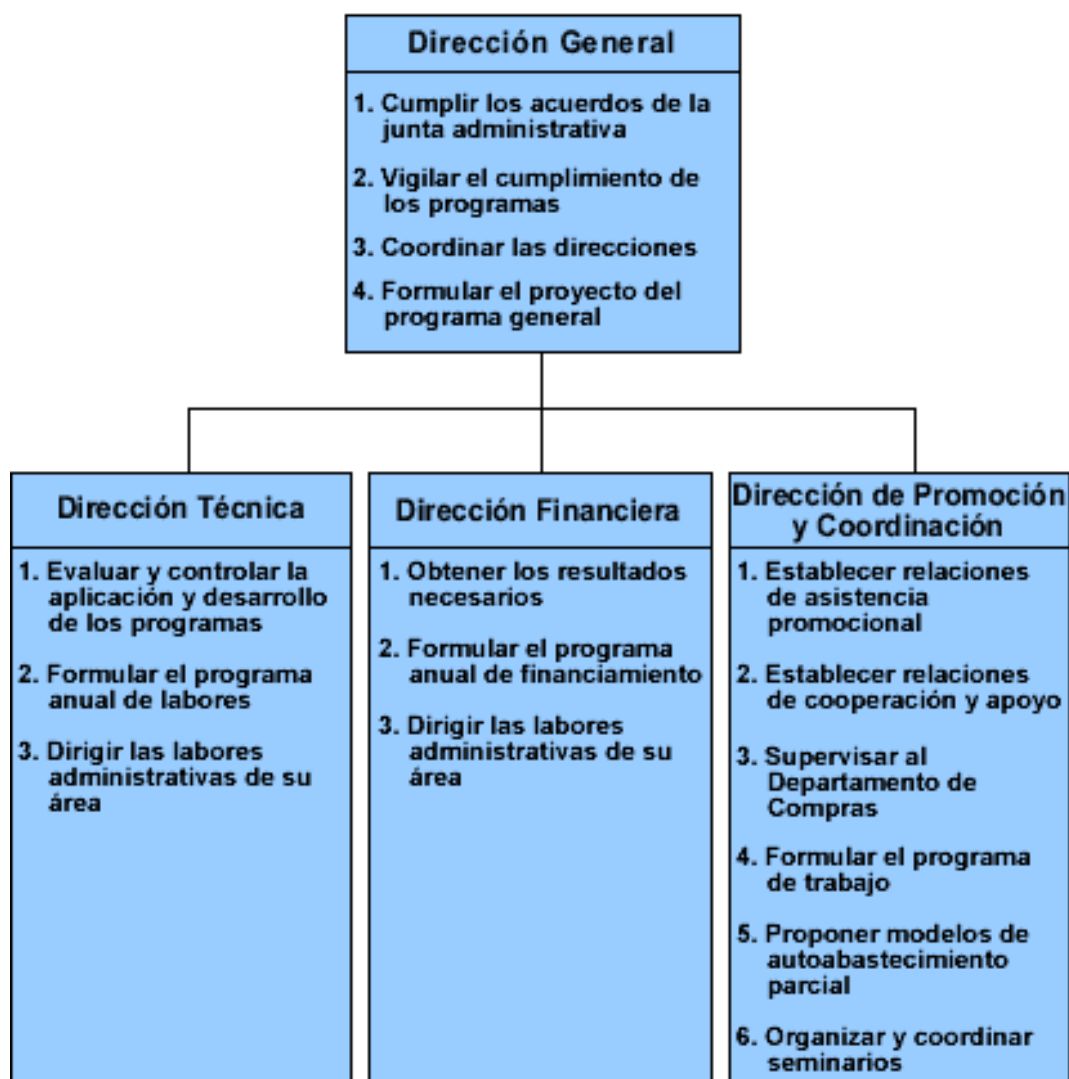 Dirección General
1. Cumplir los acuerdos de la
junta administrativa
2. Vigilar el cumplimiento de
los programas
3. Coordinar las direcciones
4. Formular el proyecto del
programa general
Dirección Técnica
1. Evaluar y controlar la
aplicación y desarrollo
de los programas
2. Formular el programa
anual de labores
3. Dirigir las labores
administrativas de su
área
Dirección Financiera
1. Obtener los resultados
necesarios
2. Formular el programa
anual de financiamiento
3. Dirigir las labores
administrativas de su
área
Dirección de Promoción
y Coordinación
1. Establecer relaciones
de asistencia
promocional
2. Establecer relaciones
de cooperación y apoyo
3. Supervisar al
Departamento de
Compras
4. Formular el programa
de trabajo
5. Proponer modelos de
autoabastecimiento
parcial
6. Organizar y coordinar
seminarios